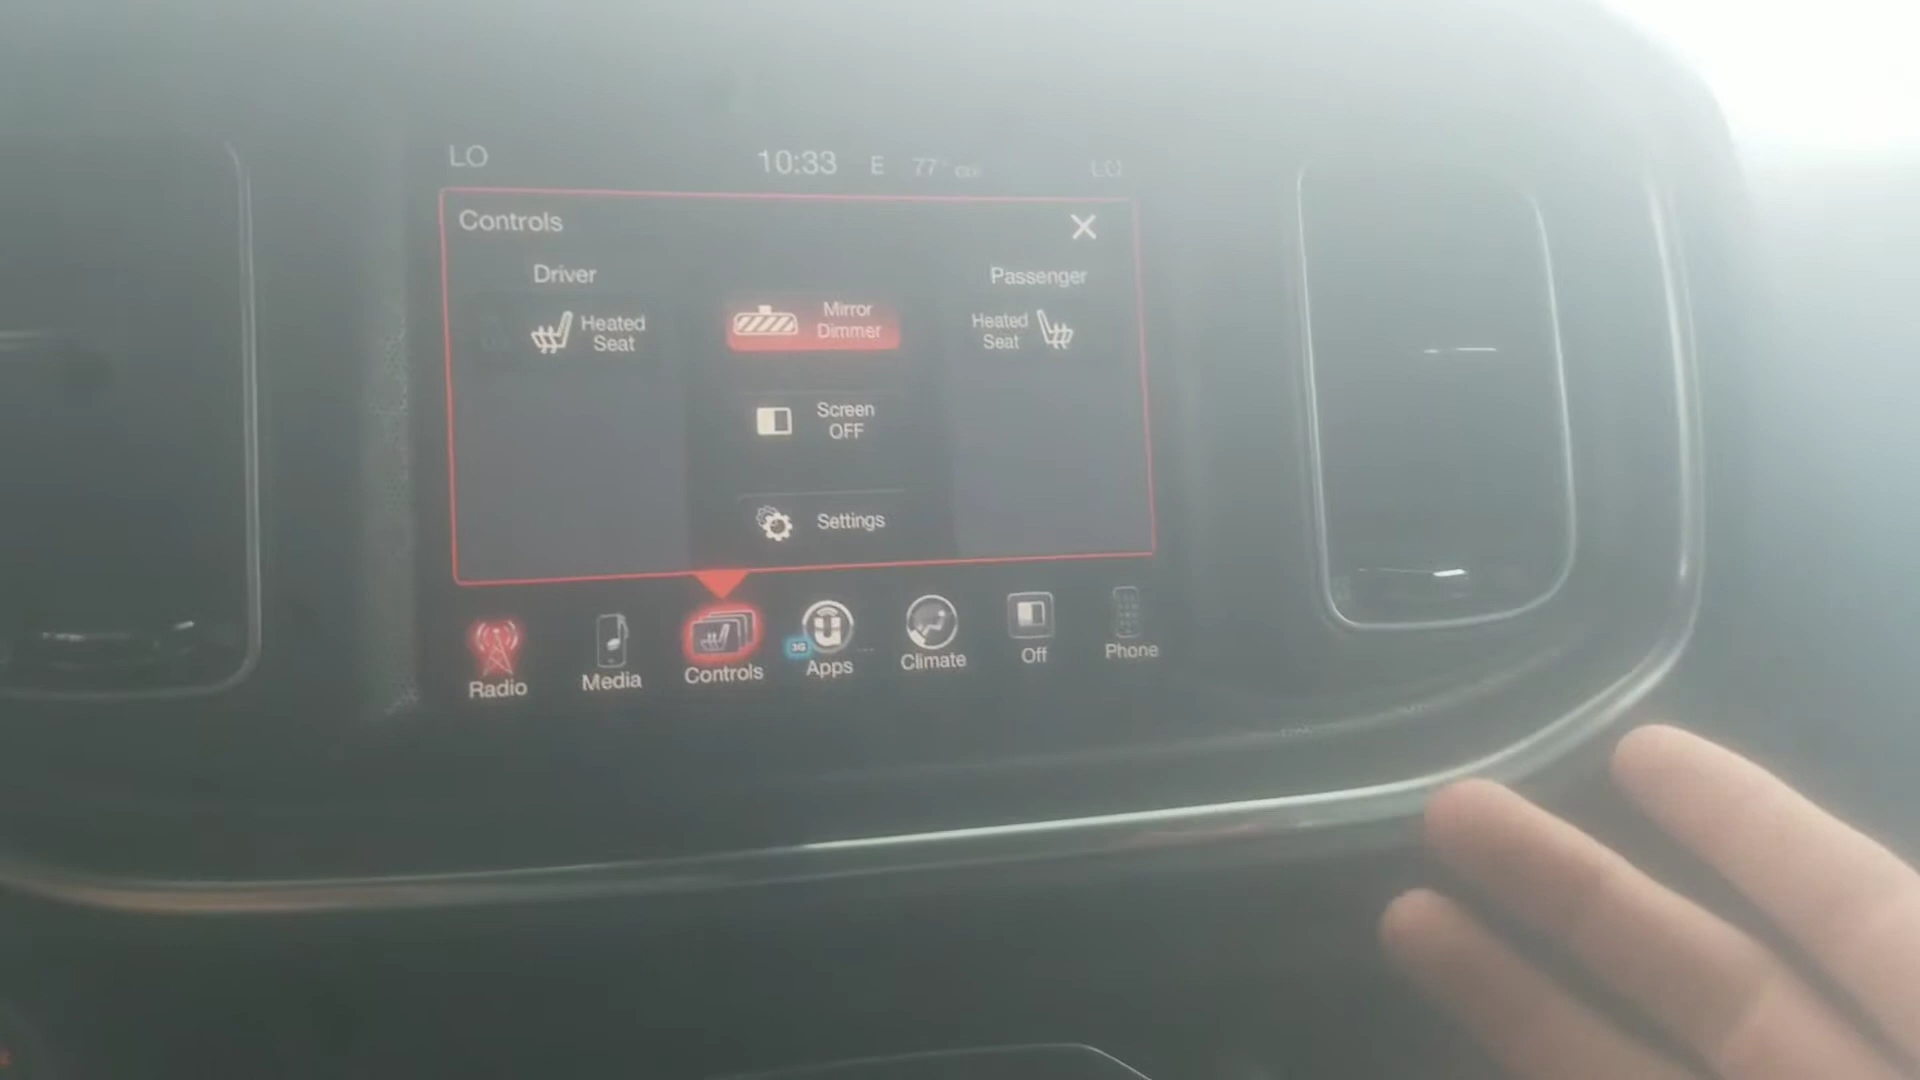 LO 10:33 E 77° LO
Controls
Driver
Passenger
Heated
Seat
Mirror
Dimmer
Heated
Seat
Screen
OFF
Settings
Radio
Media
Controls
3G
Apps
Climate
Off
Phone